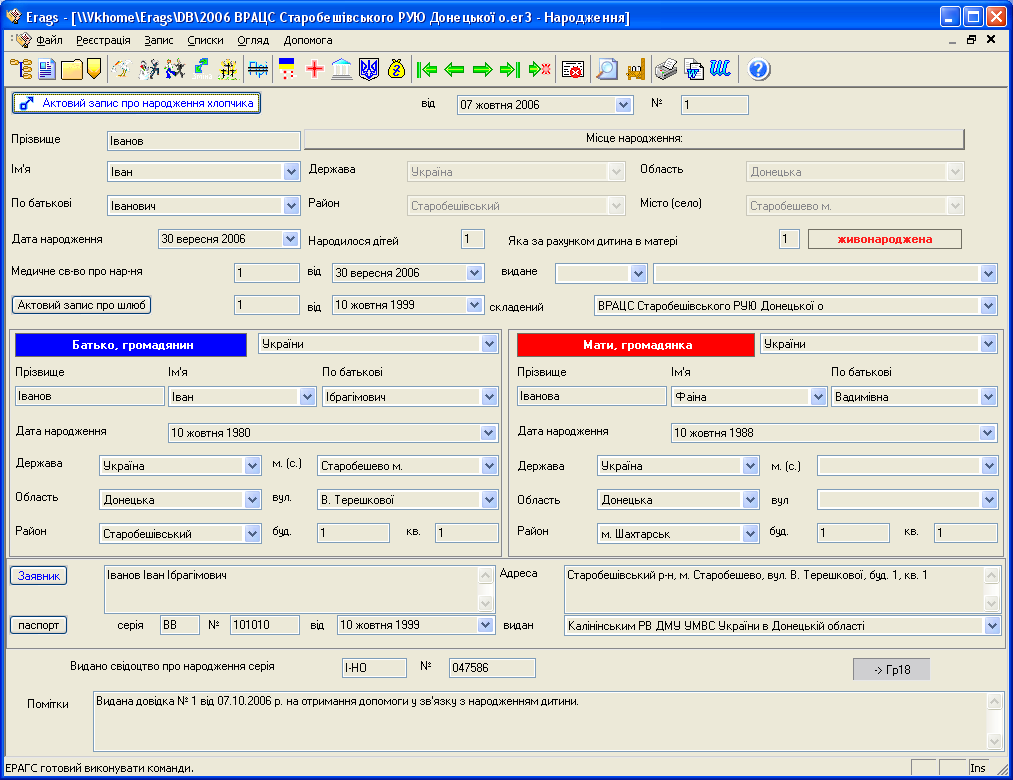 Erags - [\\Vkhome\Erags\DB\2006 ВРАЦС Старобешівського РУЮ Донецької о.er3 - Народження]
Файл Реєстрація Запис Списки Огляд Допомога
Актовий запис про народження хлопчика від 07 жовтня 2006 № 1
Прізвище Іванов Місце народження:
Ім'я Іван Держава Україна Область Донецька
По батькові Іванович Район Старобешівський Місто (село) Старобешево м.
Дата народження 30 вересня 2006 Народилося дітей 1 Яка за рахунком дитина в матері 1 живонароджена
Медичне св-во про нар-ня 1 від 30 вересня 2006 видане
Актовий запис про шлюб 1 від 10 жовтня 1999 складений ВРАЦС Старобешівського РУЮ Донецької о
Батько, громадянин України Мати, громадянка України
Прізвище Ім'я По батькові Прізвище Ім'я По батькові
Іванов Іван Ібрагімович Іванова Фаіна Вадимівна
Дата народження 10 жовтня 1980 Дата народження 10 жовтня 1988
Держава Україна м. (с.) Старобешево м. Держава Україна м. (с.)
Область Донецька вул. В. Терешкової Область Донецька вул
Район Старобешівський буд. 1 кв. 1 Район м. Шахтарськ буд. 1 кв. 1
Заявник Іванов Іван Ібрагімович Адреса Старобешівський р-н, м. Старобешево, вул. В. Терешкової, буд. 1, кв. 1
паспорт серія ВВ № 101010 від 10 жовтня 1999 видан Калінінським РВ ДМУ УМВС України в Донецькій області
Видано свідоцтво про народження серія І-НО № 047586 -> Гр18
Помітки Видана довідка № 1 від 07.10.2006 р. на отримання допомоги у зв'язку з народженням дитини.
ЕРАГС готовий виконувати команди. Ins